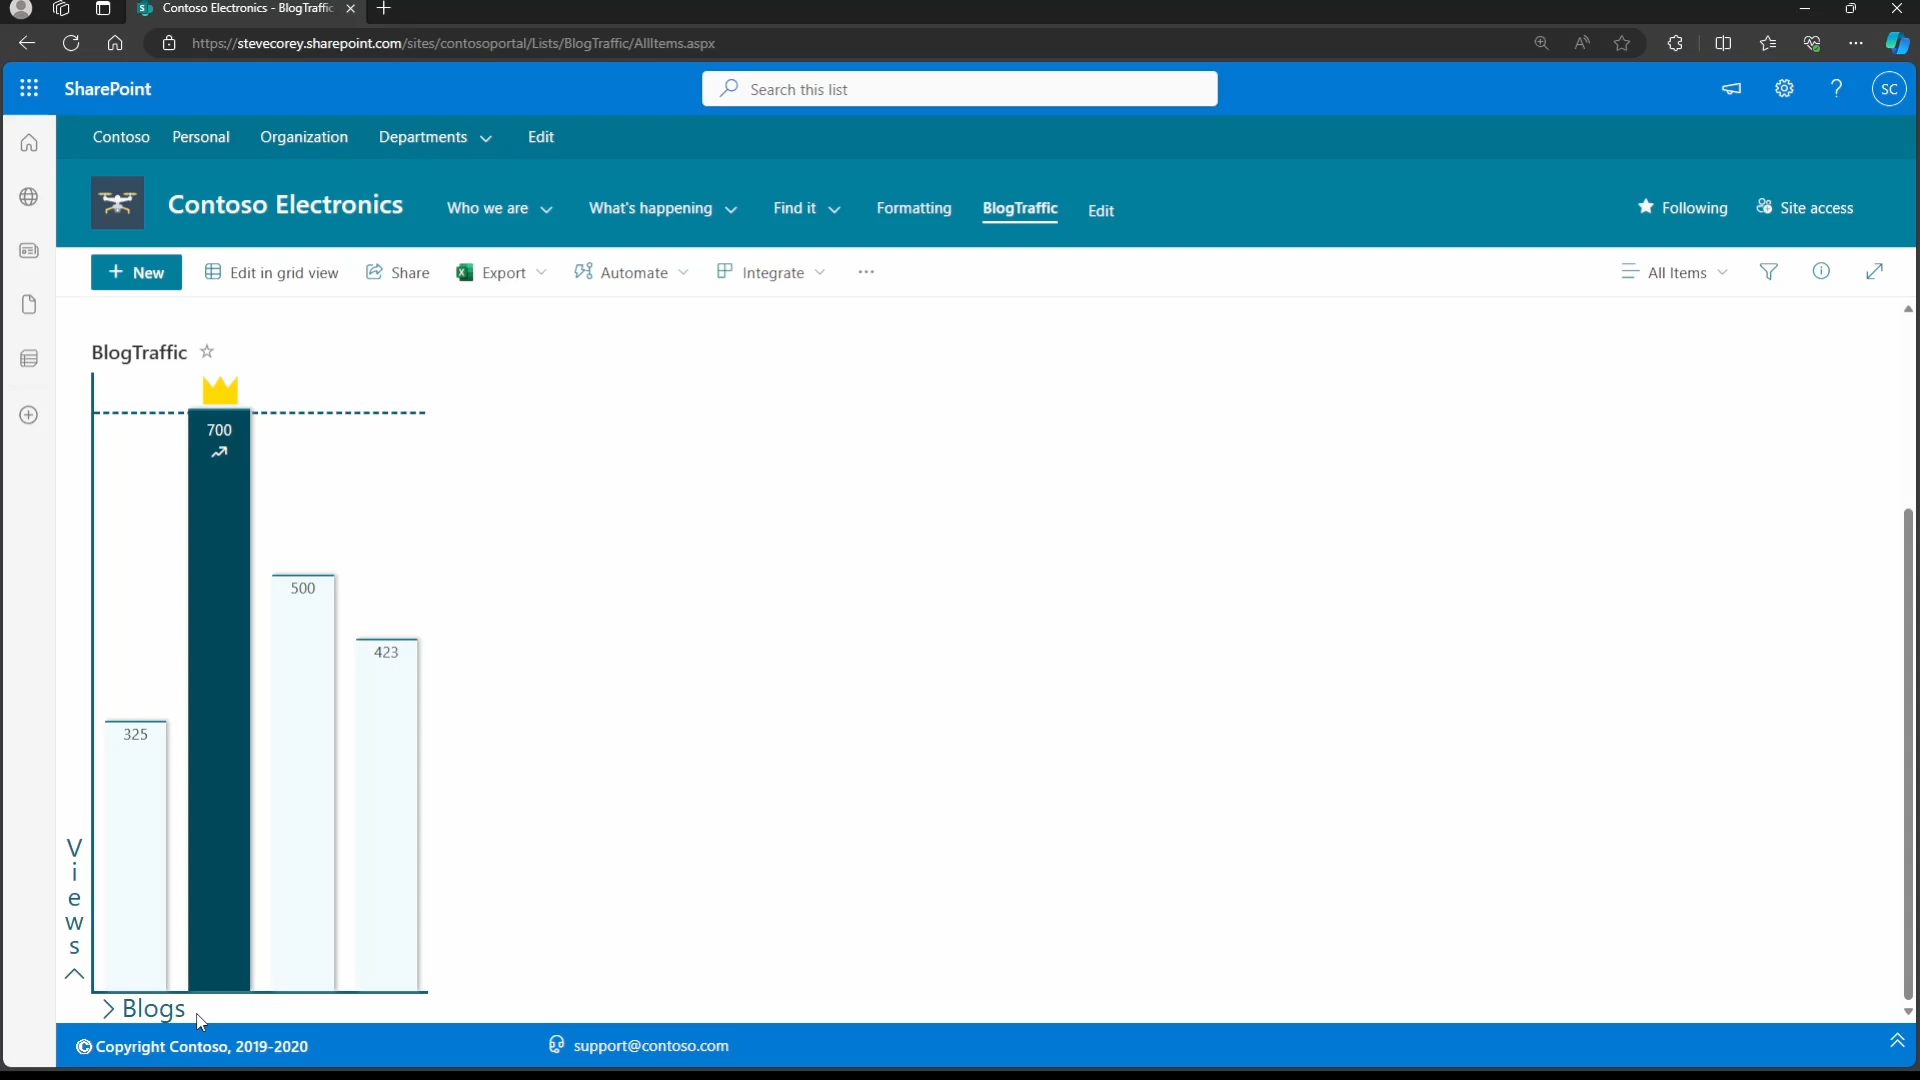 Contoso Electronics - BlogTraffic
https://stevecorey.sharepoint.com/sites/contosoportal/Lists/BlogTraffic/AllItems.aspx
SharePoint
Search this list
SC
Contoso Personal Organization Departments Edit
Contoso Electronics Who we are What's happening Find it Formatting BlogTraffic Edit
Following Site access
+ New Edit in grid view Share Export Automate Integrate ... All Items
BlogTraffic
700
500
423
325
Views
> Blogs
© Copyright Contoso, 2019-2020 support@contoso.com